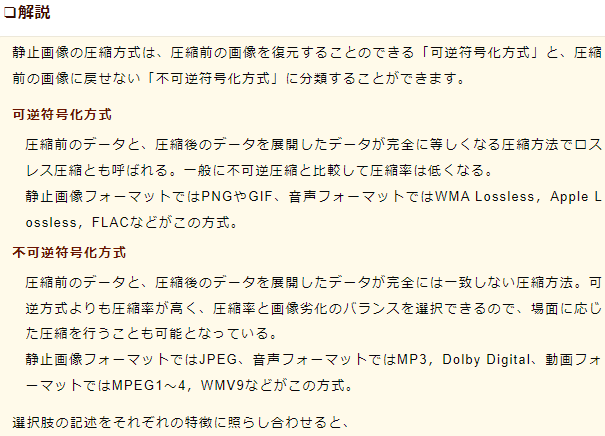 ❏解説
静止画像の圧縮方式は、圧縮前の画像を復元することのできる「可逆符号化方式」と、圧縮
前の画像に戻せない「不可逆符号化方式」に分類することができます。
可逆符号化方式
圧縮前のデータと、圧縮後のデータを展開したデータが完全に等しくなる圧縮方法でロス
レス圧縮とも呼ばれる。一般に不可逆圧縮と比較して圧縮率は低くなる。
静止画像フォーマットではPNGやGIF、音声フォーマットではWMA Lossless，Apple L
ossless，FLACなどがこの方式。
不可逆符号化方式
圧縮前のデータと、圧縮後のデータを展開したデータが完全には一致しない圧縮方法。可
逆方式よりも圧縮率が高く、圧縮率と画像劣化のバランスを選択できるので、場面に応じ
た圧縮を行うことも可能となっている。
静止画像フォーマットではJPEG、音声フォーマットではMP3，Dolby Digital、動画フォ
ーマットではMPEG1～4，WMV9などがこの方式。
選択肢の記述をそれぞれの特徴に照らし合わせると、